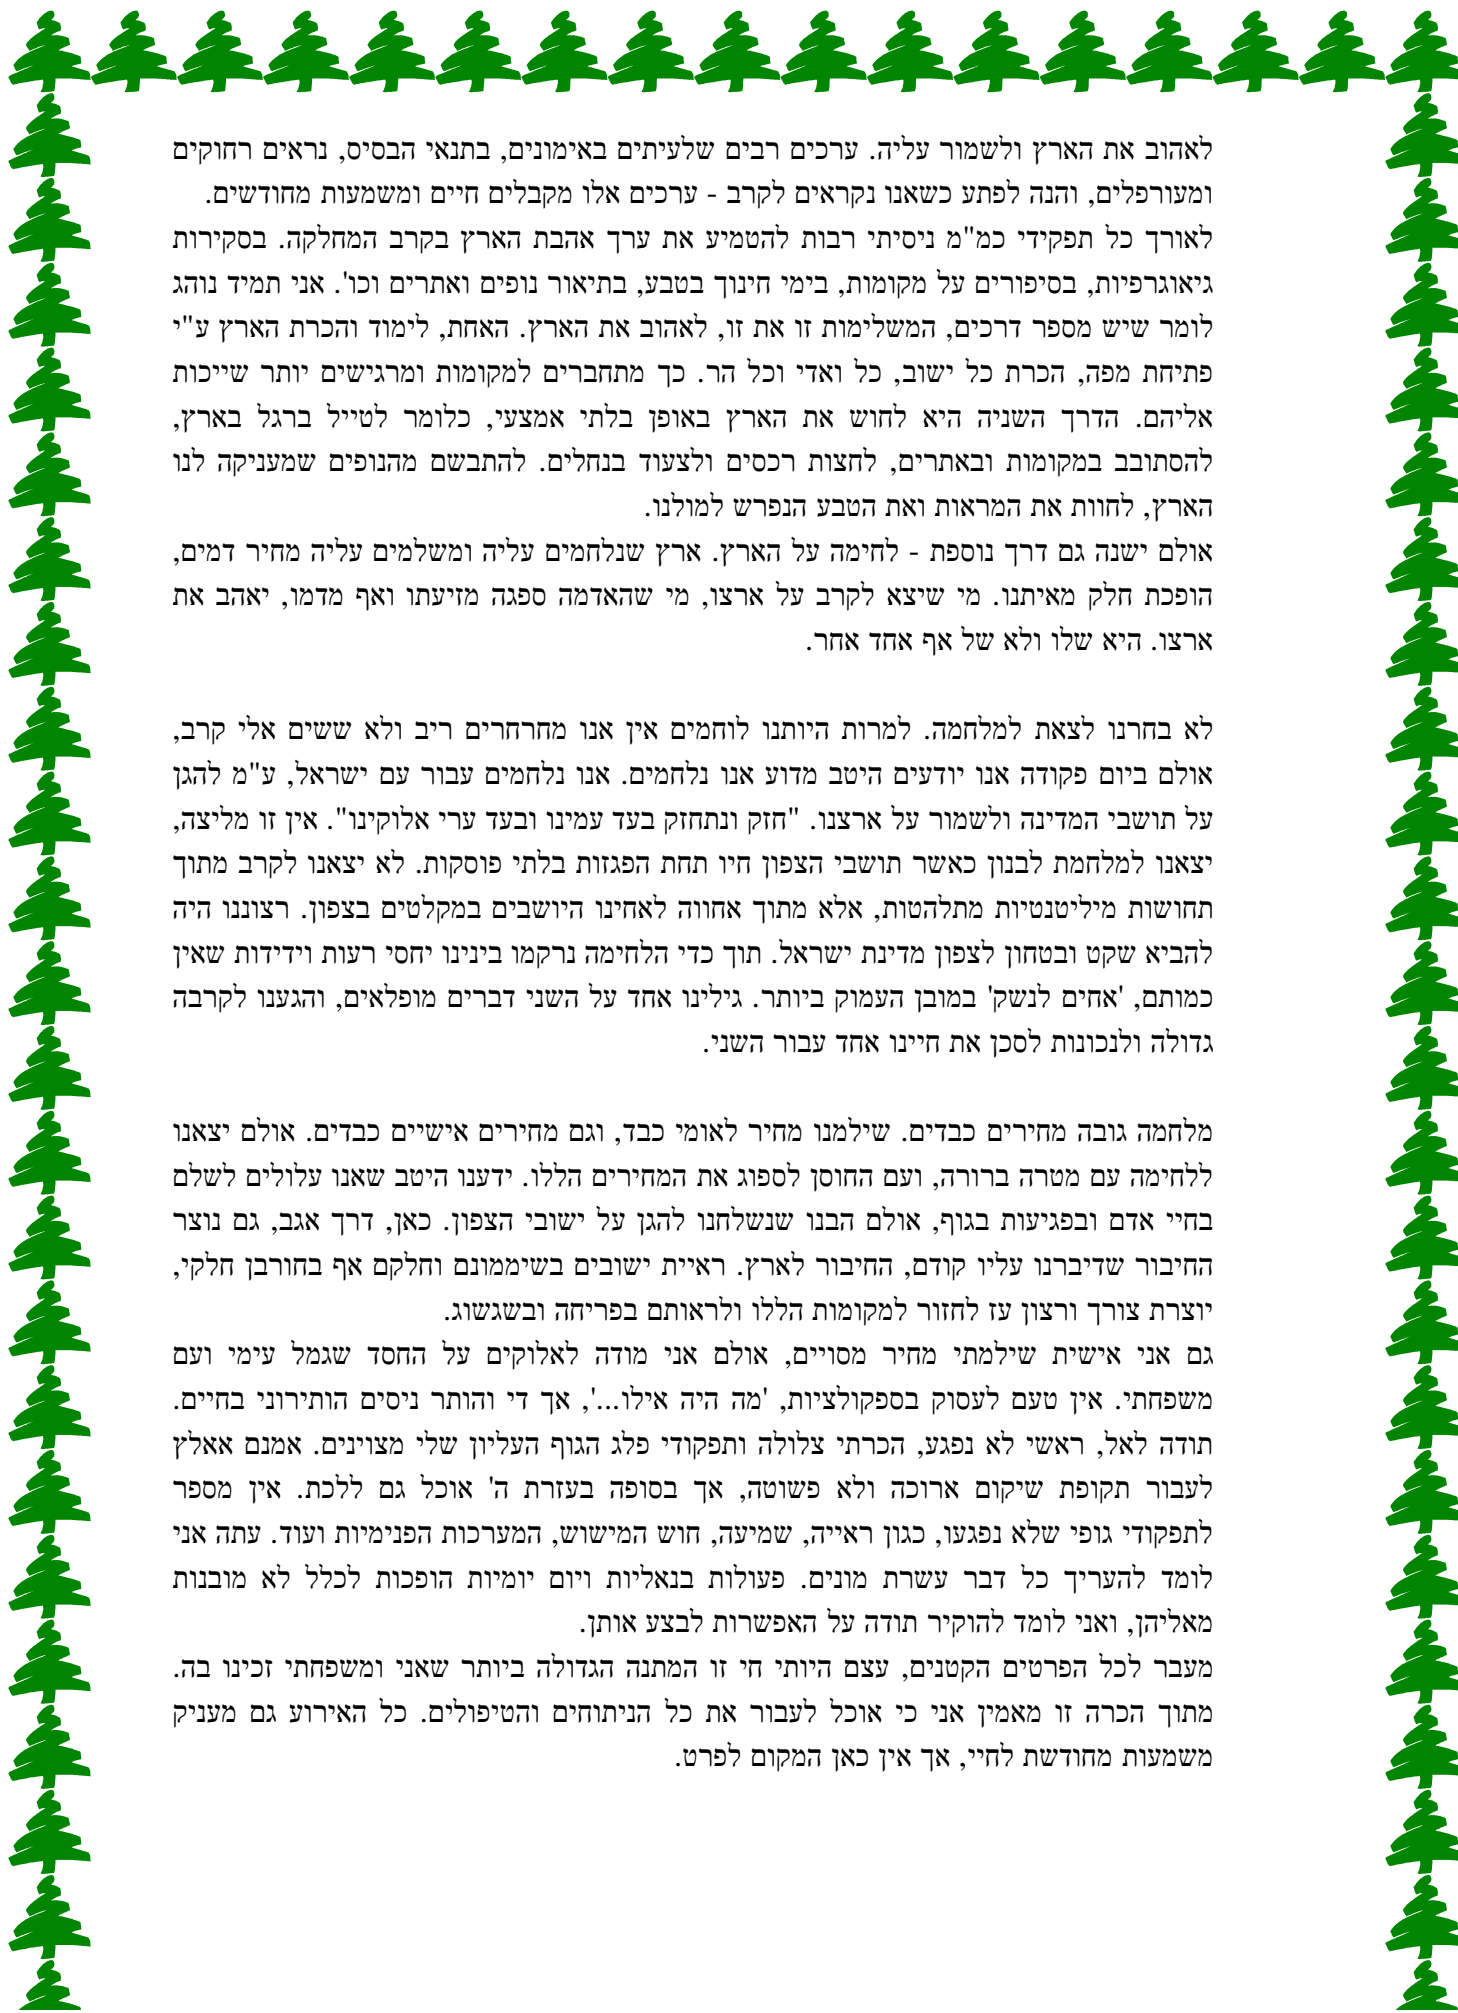 לאהוב את הארץ ולשמור עליה. ערכים רבים שלעיתים באימונים, בתנאי הבסיס, נראים רחוקים
ומעורפלים, והנה לפתע כשאנו נקראים לקרב - ערכים אלו מקבלים חיים ומשמעות מחודשים.
לאורך כל תפקידי כמ"מ ניסיתי רבות להטמיע את ערך אהבת הארץ בקרב המחלקה. בסקירות
גיאוגרפיות, בסיפורים על מקומות, בימי חינוך בטבע, בתיאור נופים ואתרים וכו'. אני תמיד נוהג
לומר שיש מספר דרכים, המשלימות זו את זו, לאהוב את הארץ. האחת, לימוד והכרת הארץ ע"י
פתיחת מפה, הכרת כל ישוב, כל ואדי וכל הר. כך מתחברים למקומות ומרגישים יותר שייכות
אליהם. הדרך השניה היא לחוש את הארץ באופן בלתי אמצעי, כלומר לטייל ברגל בארץ,
להסתובב במקומות ובאתרים, לחצות רכסים ולצעוד בנחלים. להתבשם מהנופים שמעניקה לנו
הארץ, לחוות את המראות ואת הטבע הנפרש למולנו.
אולם ישנה גם דרך נוספת - לחימה על הארץ. ארץ שנלחמים עליה ומשלמים עליה מחיר דמים,
הופכת חלק מאיתנו. מי שיצא לקרב על ארצו, מי שהאדמה ספגה מזיעתו ואף מדמו, יאהב את
ארצו. היא שלו ולא של אף אחד אחר.
לא בחרנו לצאת למלחמה. למרות היותנו לוחמים אין אנו מחרחרים ריב ולא ששים אלי קרב,
אולם ביום פקודה אנו יודעים היטב מדוע אנו נלחמים. אנו נלחמים עבור עם ישראל, ע"מ להגן
על תושבי המדינה ולשמור על ארצנו. "חזק ונתחזק בעד עמינו ובעד ערי אלוקינו". אין זו מליצה,
יצאנו למלחמת לבנון כאשר תושבי הצפון חיו תחת הפגזות בלתי פוסקות. לא יצאנו לקרב מתוך
תחושות מיליטנטיות מתלהטות, אלא מתוך אחווה לאחינו היושבים במקלטים בצפון. רצוננו היה
להביא שקט ובטחון לצפון מדינת ישראל. תוך כדי הלחימה נרקמו בינינו יחסי רעות וידידות שאין
כמותם, 'אחים לנשק' במובן העמוק ביותר. גילינו אחד על השני דברים מופלאים, והגענו לקרבה
גדולה ולנכונות לסכן את חיינו אחד עבור השני.
מלחמה גובה מחירים כבדים. שילמנו מחיר לאומי כבד, וגם מחירים אישיים כבדים. אולם יצאנו
ללחימה עם מטרה ברורה, ועם החוסן לספוג את המחירים הללו. ידענו היטב שאנו עלולים לשלם
בחיי אדם ובפגיעות בגוף, אולם הבנו שנשלחנו להגן על ישובי הצפון. כאן, דרך אגב, גם נוצר
החיבור שדיברנו עליו קודם, החיבור לארץ. ראיית ישובים בשיממונם וחלקם אף בחורבן חלקי,
יוצרת צורך ורצון עז לחזור למקומות הללו ולראותם בפריחה ובשגשוג.
גם אני אישית שילמתי מחיר מסויים, אולם אני מודה לאלוקים על החסד שגמל עימי ועם
משפחתי. אין טעם לעסוק בספקולציות, 'מה היה אילו...', אך די והותר ניסים הותירוני בחיים.
תודה לאל, ראשי לא נפגע, הכרתי צלולה ותפקודי פלג הגוף העליון שלי מצוינים. אמנם אאלץ
לעבור תקופת שיקום ארוכה ולא פשוטה, אך בסופה בעזרת ה' אוכל גם ללכת. אין מספר
לתפקודי גופי שלא נפגעו, כגון ראייה, שמיעה, חוש המישוש, המערכות הפנימיות ועוד. עתה אני
לומד להעריך כל דבר עשרת מונים. פעולות בנאליות ויום יומיות הופכות לכלל לא מובנות
מאליהן, ואני לומד להוקיר תודה על האפשרות לבצע אותן.
מעבר לכל הפרטים הקטנים, עצם היותי חי זו המתנה הגדולה ביותר שאני ומשפחתי זכינו בה.
מתוך הכרה זו מאמין אני כי אוכל לעבור את כל הניתוחים והטיפולים. כל האירוע גם מעניק
משמעות מחודשת לחיי, אך אין כאן המקום לפרט.